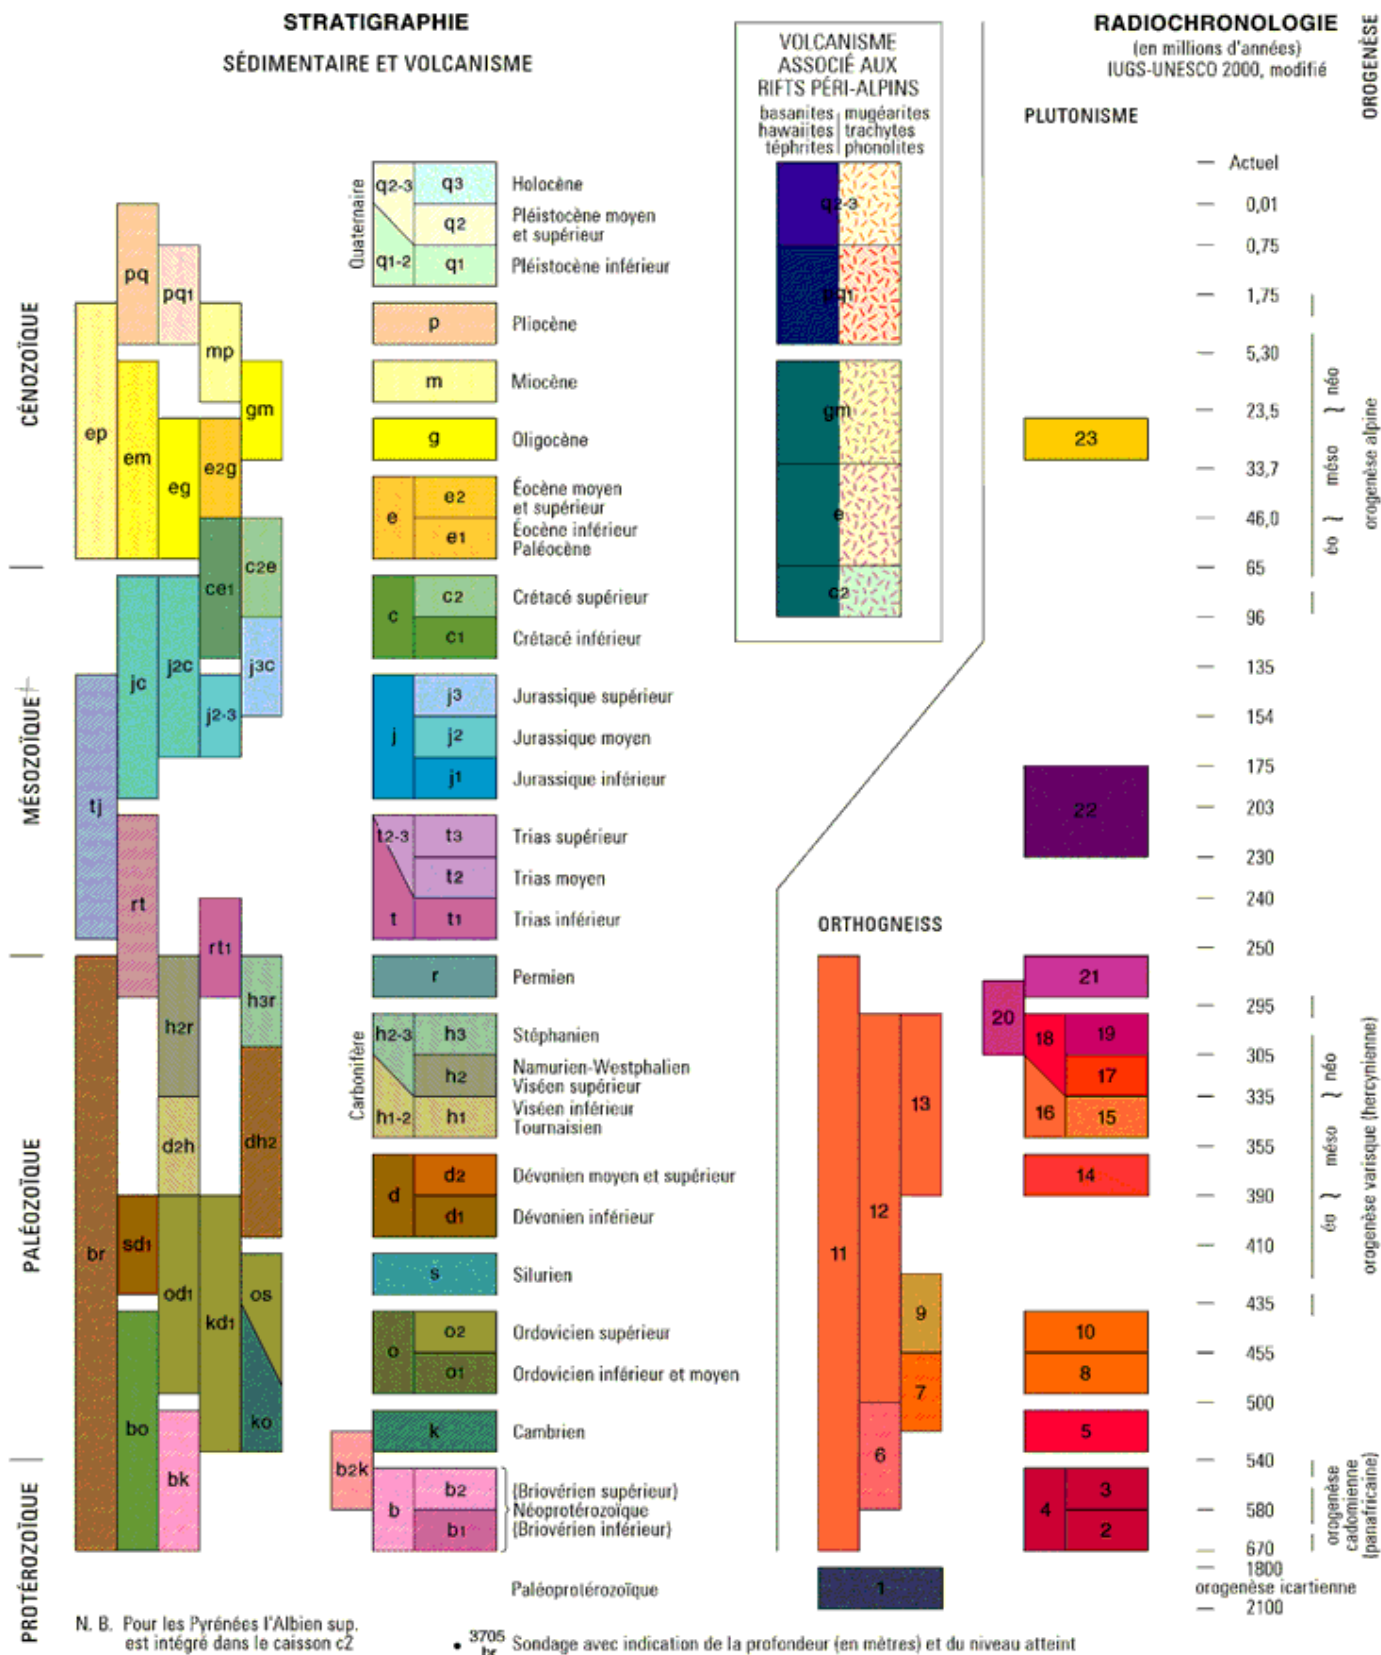 STRATIGRAPHIE
SÉDIMENTAIRE ET VOLCANISME
VOLCANISME
ASSOCIÉ AUX
RIFTS PÉRI-ALPINS
basanites
hawaiites
téphrites
mugéarites
trachytes
phonolites
RADIOCHRONOLOGIE
(en millions d'années)
IUGS-UNESCO 2000, modifié
PLUTONISME
OROGENÈSE
CÉNOZOÏQUE
MÉSOZOÏQUE
PALÉOZOÏQUE
PROTÉROZOÏQUE
pq
pq1
mp
gm
ep
em
eg
e2g
ce1
c2e
jc
j2c
j2-3
j3c
tj
rt
rt1
h2r
h3r
d2h
dh2
br
sd1
od1
kd1
os
ko
bo
bk
b2k
Quaternaire
q2-3
q3
Holocène
q2
Pléistocène moyen
et supérieur
q1-2
q1
Pléistocène inférieur
p
Pliocène
m
Miocène
g
Oligocène
e
e2
Éocène moyen
et supérieur
e1
Éocène inférieur
Paléocène
c
c2
Crétacé supérieur
c1
Crétacé inférieur
j
j3
Jurassique supérieur
j2
Jurassique moyen
j1
Jurassique inférieur
t2-3
t3
Trias supérieur
t2
Trias moyen
t
t1
Trias inférieur
r
Permien
Carbonifère
h2-3
h3
Stéphanien
h2
Namurien-Westphalien
Viséen supérieur
h1-2
h1
Viséen inférieur
Tournaisien
d
d2
Dévonien moyen et supérieur
d1
Dévonien inférieur
s
Silurien
o
o2
Ordovicien supérieur
o1
Ordovicien inférieur et moyen
k
Cambrien
b
b2
(Briovérien supérieur)
Néoprotérozoïque
b1
(Briovérien inférieur)
Paléoprotérozoïque
q2-3
pq1
gm
e
c2
ORTHOGNEISS
11
12
13
9
7
6
1
23
22
21
20
18
19
17
16
15
14
10
8
5
4
3
2
Actuel
0,01
0,75
1,75
5,30
23,5
33,7
46,0
65
96
135
154
175
203
230
240
250
295
305
335
355
390
410
435
455
500
540
580
670
1800
orogenèse icartienne
2100
éo ~ méso ~ néo
orogenèse alpine
éo ~ méso ~ néo
orogenèse varisque (hercynienne)
orogenèse
cadomienne
(panafricaine)
N. B. Pour les Pyrénées l'Albien sup.
est intégré dans le caisson c2
• 3705
br
Sondage avec indication de la profondeur (en mètres) et du niveau atteint